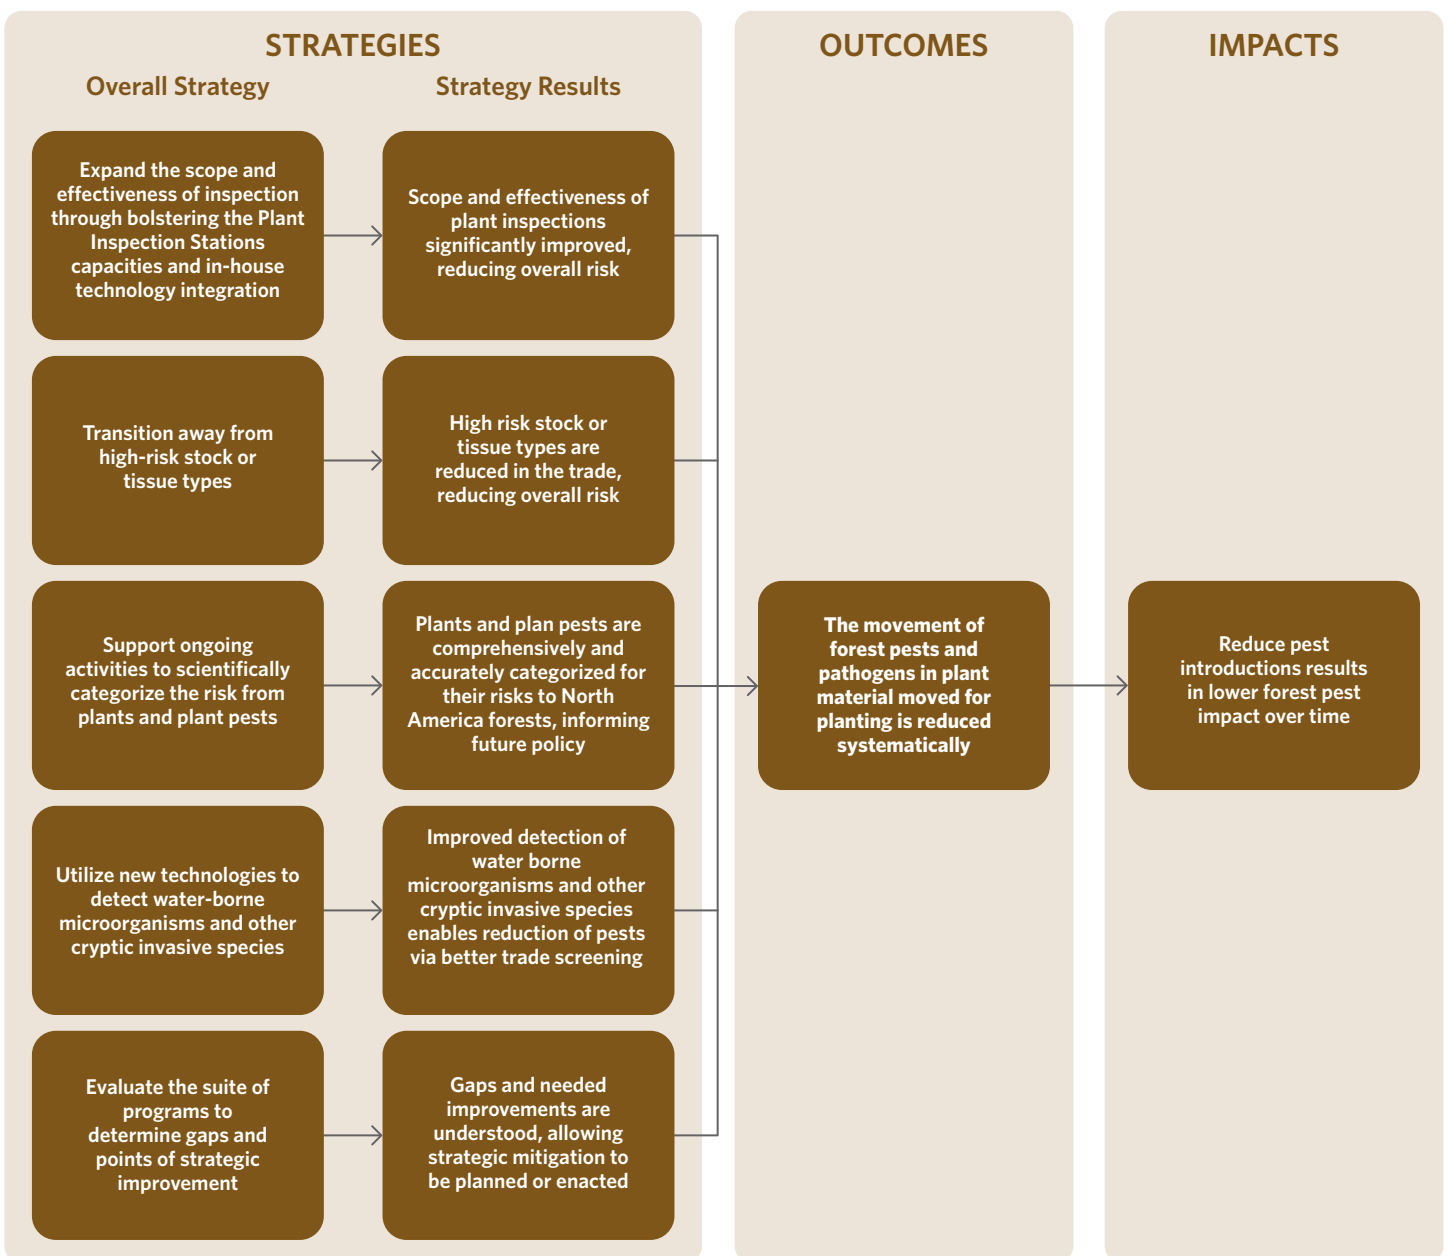 STRATEGIES
Overall Strategy
Strategy Results
Expand the scope and
effectiveness of inspection
through bolstering the Plant
Inspection Stations
capacities and in-house
technology integration
Scope and effectiveness of
plant inspections
significantly improved,
reducing overall risk
Transition away from
high-risk stock or
tissue types
High risk stock or
tissue types are
reduced in the trade,
reducing overall risk
Support ongoing
activities to scientifically
categorize the risk from
plants and plant pests
Plants and plan pests are
comprehensively and
accurately categorized for
their risks to North
America forests, informing
future policy
Utilize new technologies to
detect water-borne
microorganisms and other
cryptic invasive species
Improved detection of
water borne
microorganisms and other
cryptic invasive species
enables reduction of pests
via better trade screening
Evaluate the suite of
programs to
determine gaps and
points of strategic
improvement
Gaps and needed
improvements are
understood, allowing
strategic mitigation to
be planned or enacted
OUTCOMES
The movement of
forest pests and
pathogens in plant
material moved for
planting is reduced
systematically
IMPACTS
Reduce pest
introductions results
in lower forest pest
impact over time